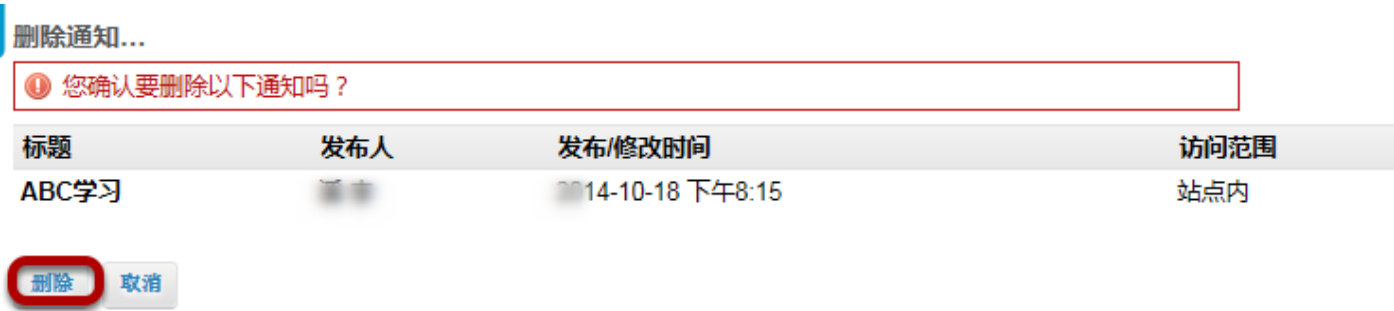 删除通知...
您确认要删除以下通知吗？
标题 发布人 发布/修改时间 访问范围
ABC学习 14-10-18 下午8:15 站点内
删除 取消